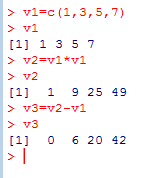 > v1=c(1,3,5,7)
> v1
[1] 1 3 5 7
> v2=v1*v1
> v2
[1]  1  9 25 49
> v3=v2-v1
> v3
[1]  0  6 20 42
>